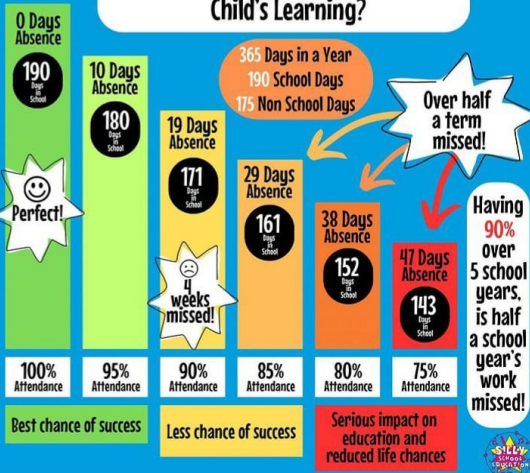 Child's Learning?
365 Days in a Year
190 School Days
175 Non School Days
0 Days
Absence
190
Days
in
School
Perfect!
10 Days
Absence
180
Days
in
School
19 Days
Absence
171
Days
in
School
4
weeks
missed!
29 Days
Absence
161
Days
in
School
38 Days
Absence
152
Days
in
School
47 Days
Absence
143
Days
in
School
Over half
a term
missed!
Having
90%
over
5 school
years,
is half
a school
year's
work
missed!
100%
Attendance
95%
Attendance
90%
Attendance
85%
Attendance
80%
Attendance
75%
Attendance
Best chance of success
Less chance of success
Serious impact on
education and
reduced life chances
SILLY
SCHOOL
EDUCATION